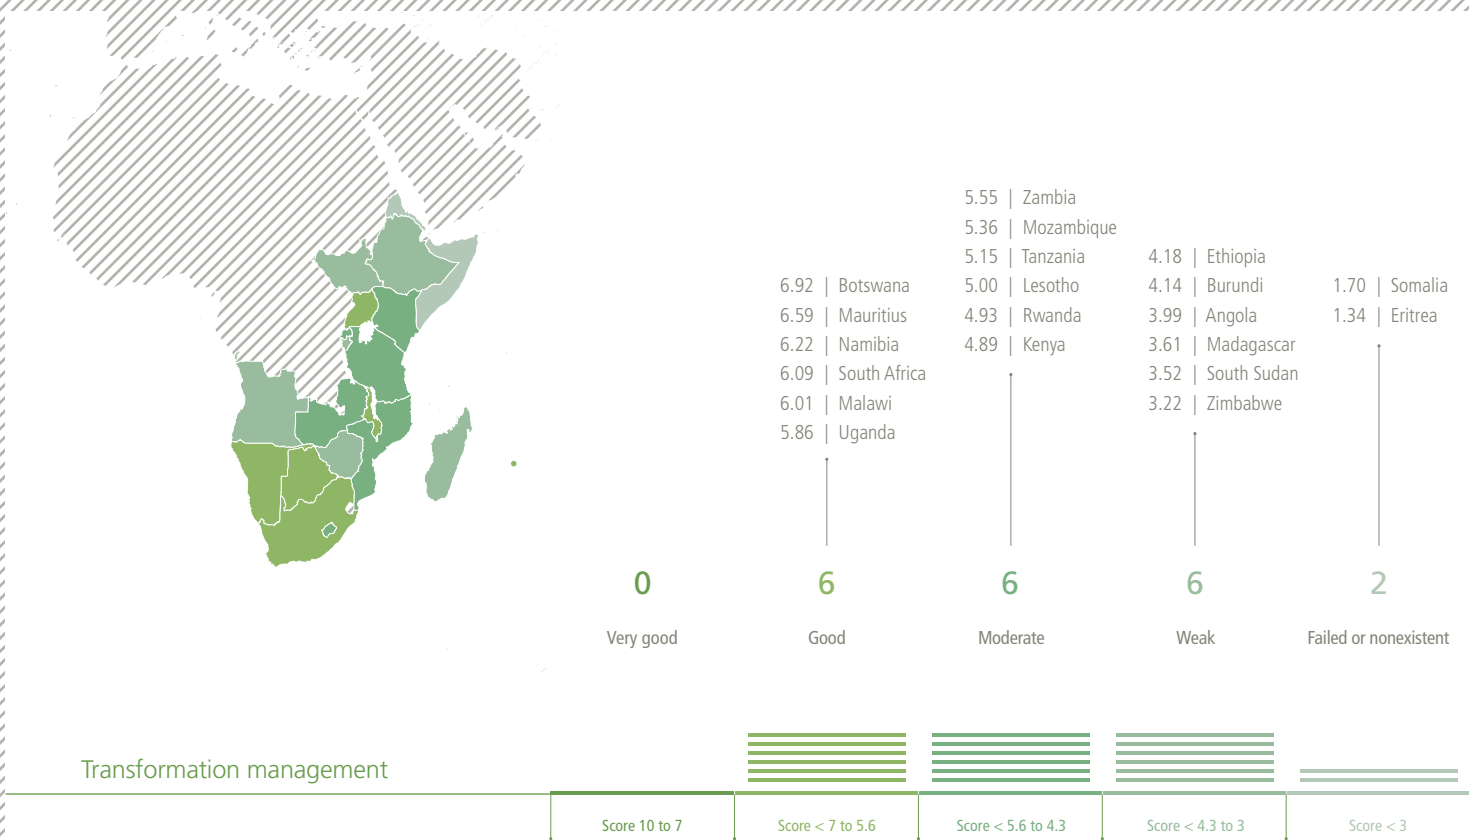 5.55 | Zambia
5.36 | Mozambique
5.15 | Tanzania
5.00 | Lesotho
4.93 | Rwanda
4.89 | Kenya
4.18 | Ethiopia
4.14 | Burundi
3.99 | Angola
3.61 | Madagascar
3.52 | South Sudan
3.22 | Zimbabwe
6.92 | Botswana
6.59 | Mauritius
6.22 | Namibia
6.09 | South Africa
6.01 | Malawi
5.86 | Uganda
1.70 | Somalia
1.34 | Eritrea
0
6
6
6
2
Very good
Good
Moderate
Weak
Failed or nonexistent
Transformation management
Score 10 to 7
Score < 7 to 5.6
Score < 5.6 to 4.3
Score < 4.3 to 3
Score < 3